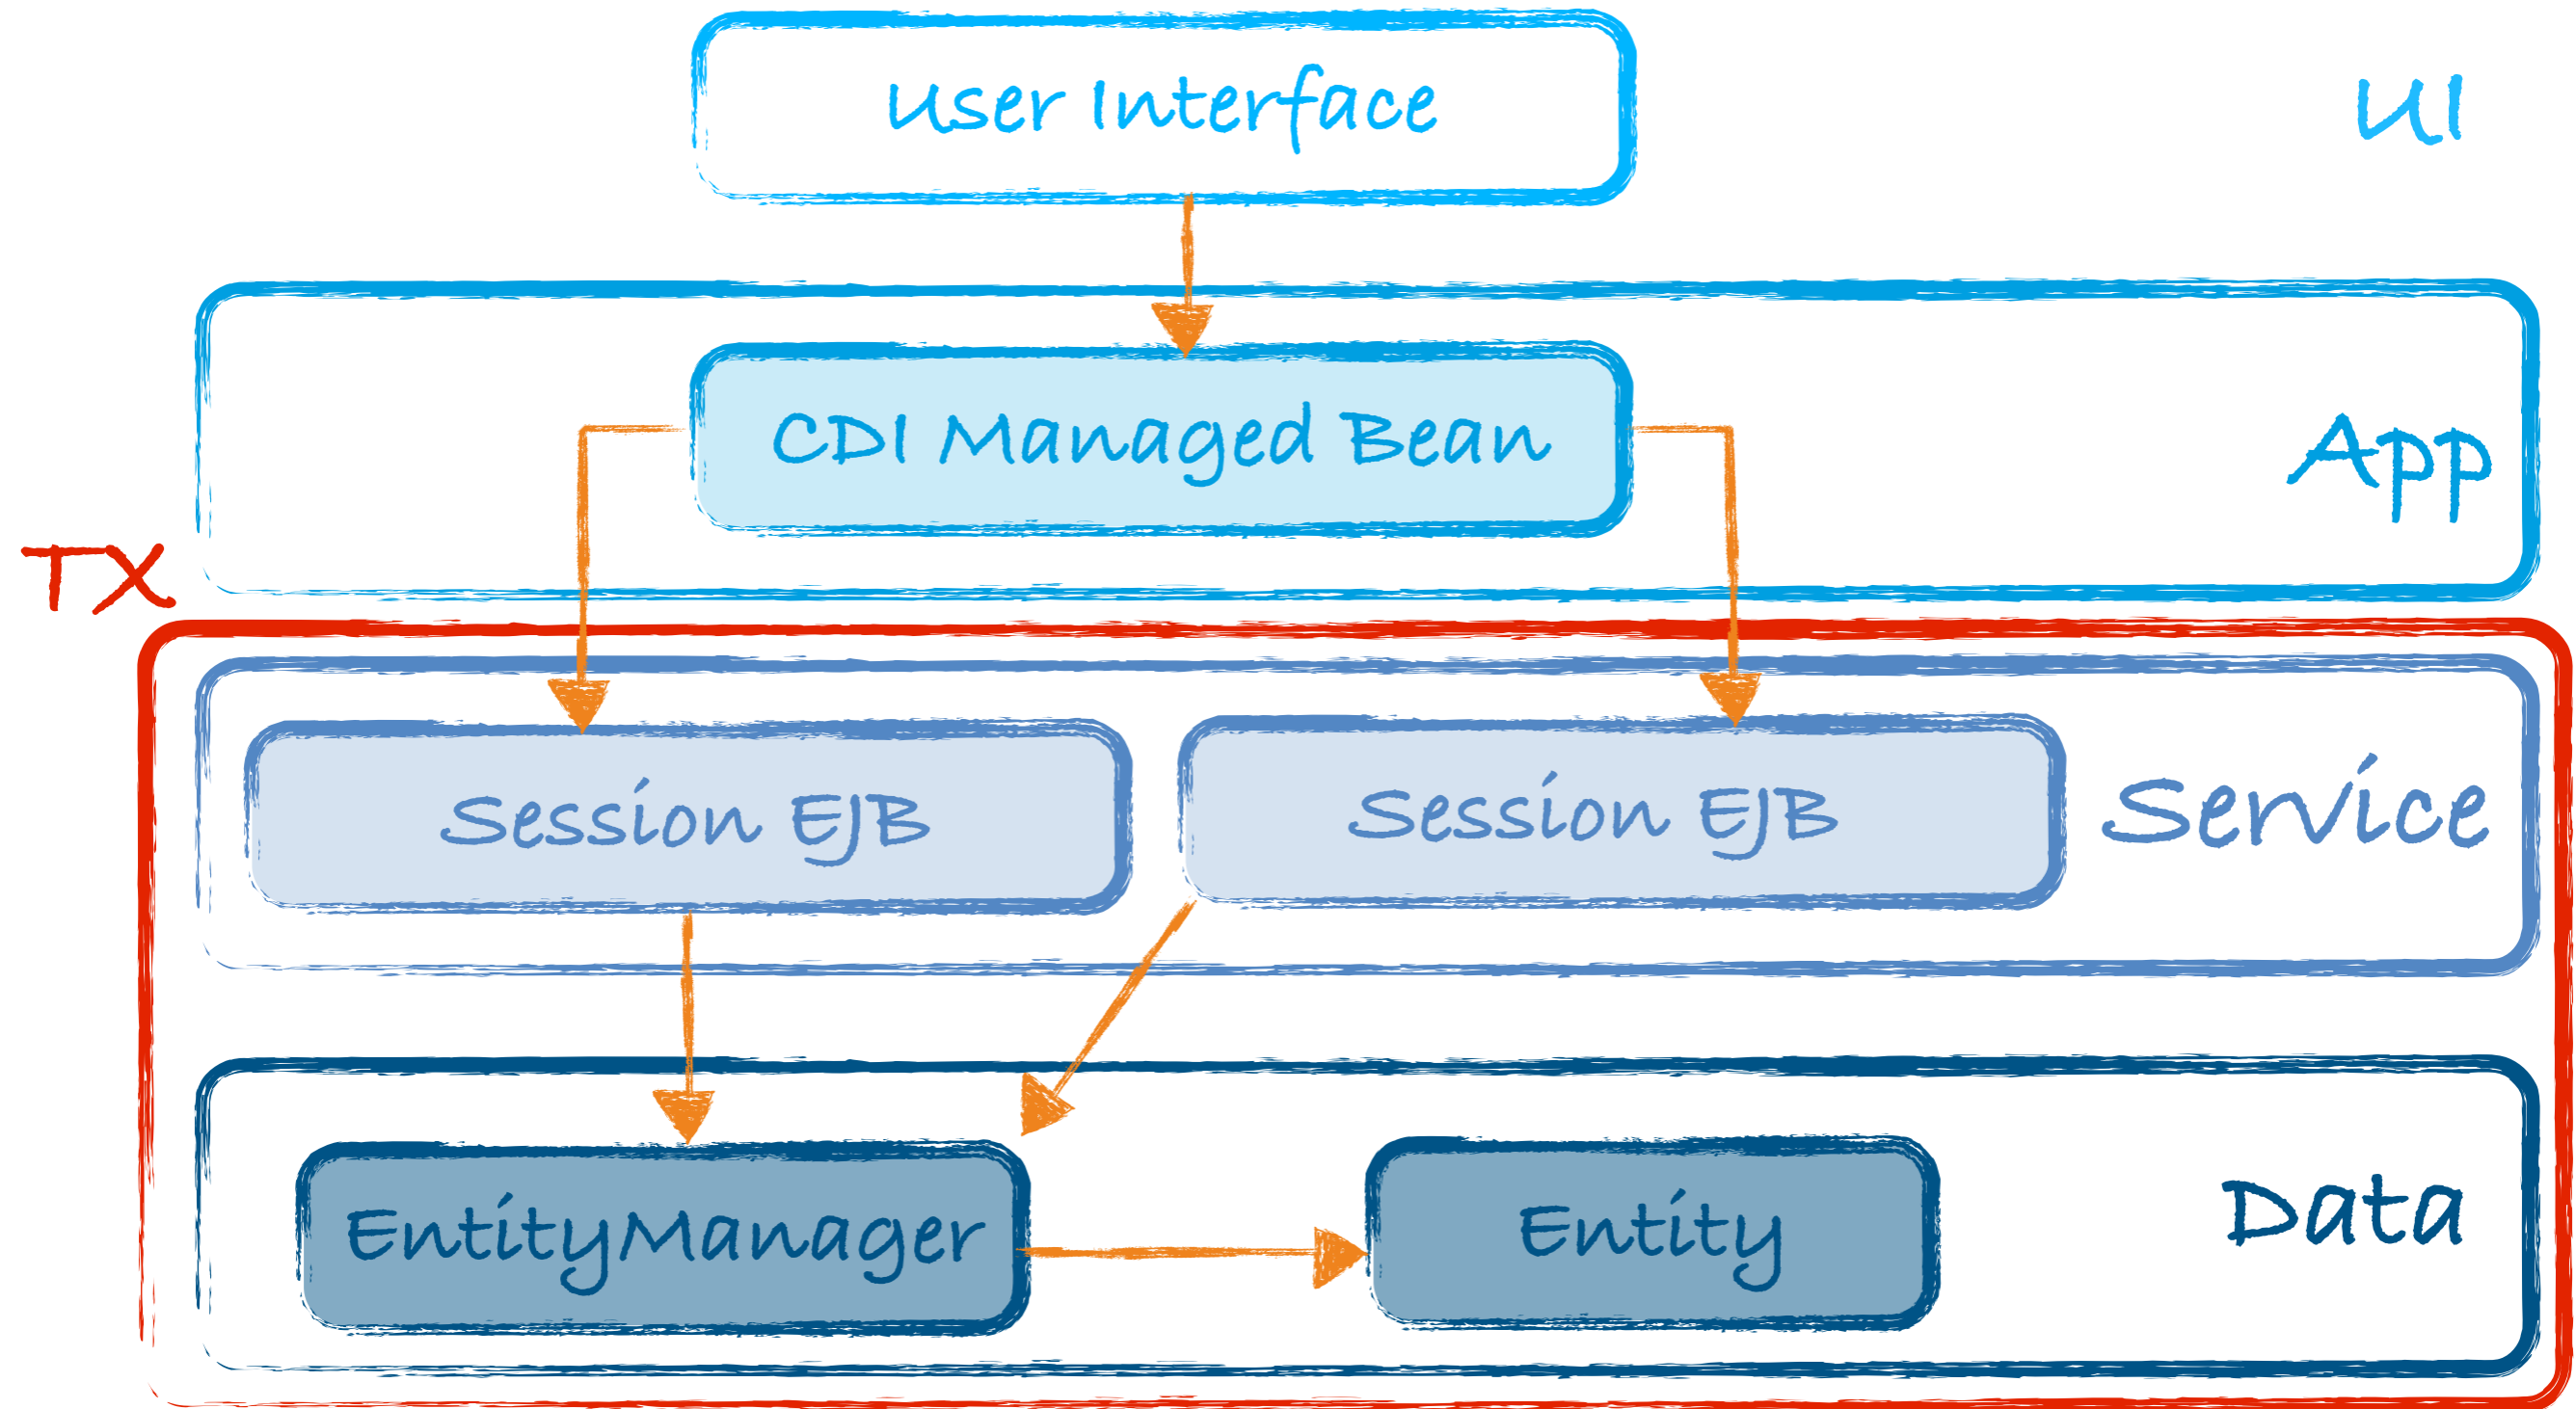 User Interface
UI
CDI Managed Bean
App
TX
Session EJB
Session EJB
Service
EntityManager
Entity
Data